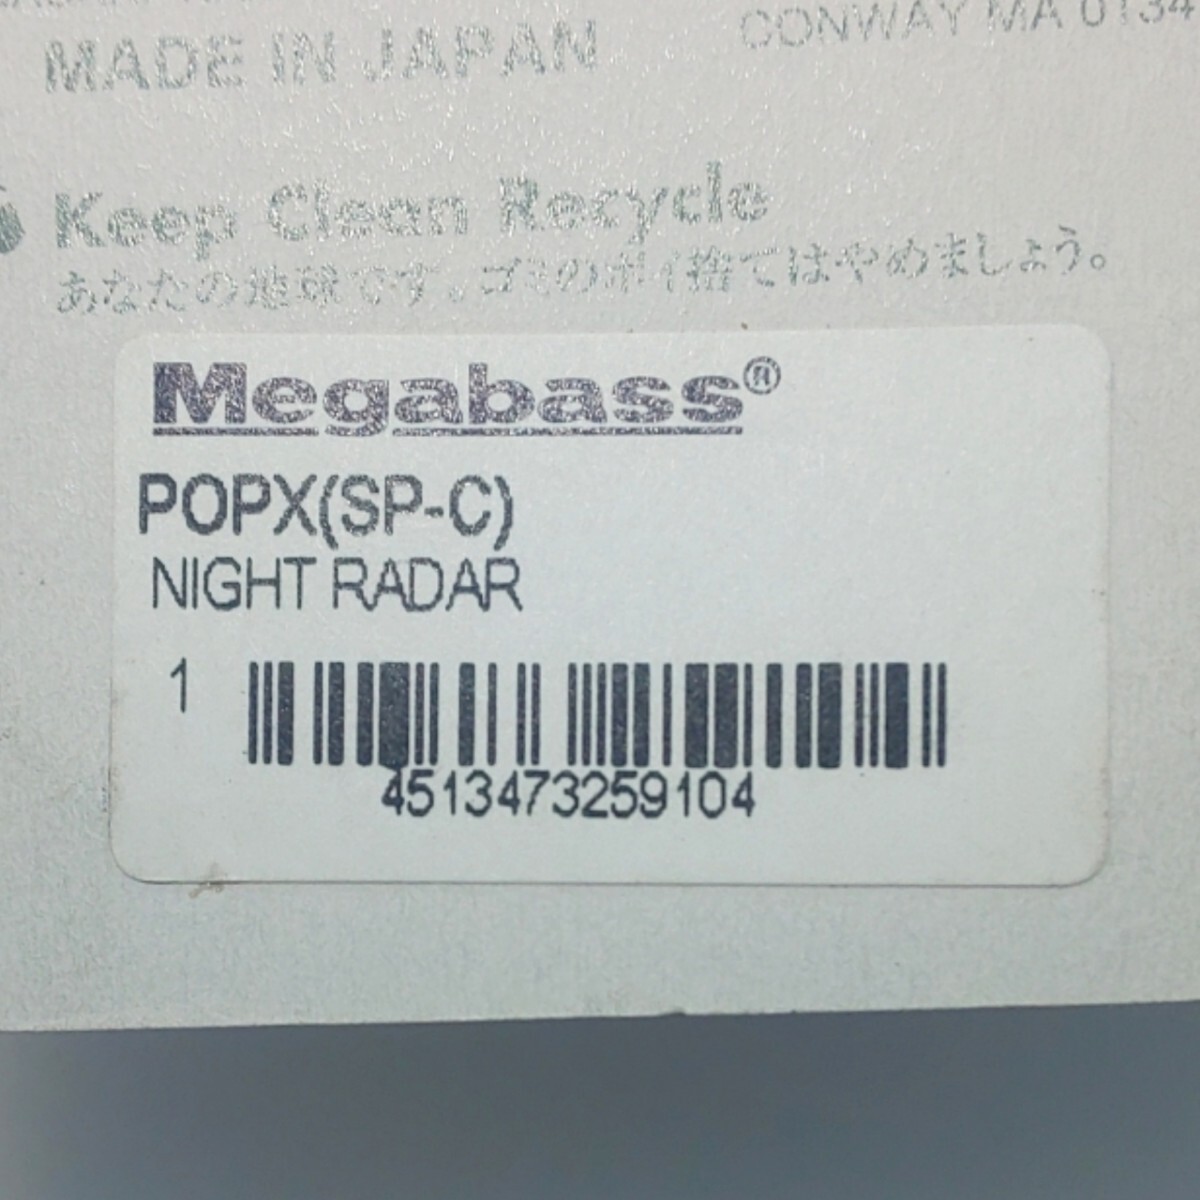 MADE IN JAPAN
CONWAY MA 0134
Keep Clean Recycle
あなたの地球です。ゴミのポイ捨てはやめましょう。
Megabass®
POPX(SP-C)
NIGHT RADAR
1
4513473259104